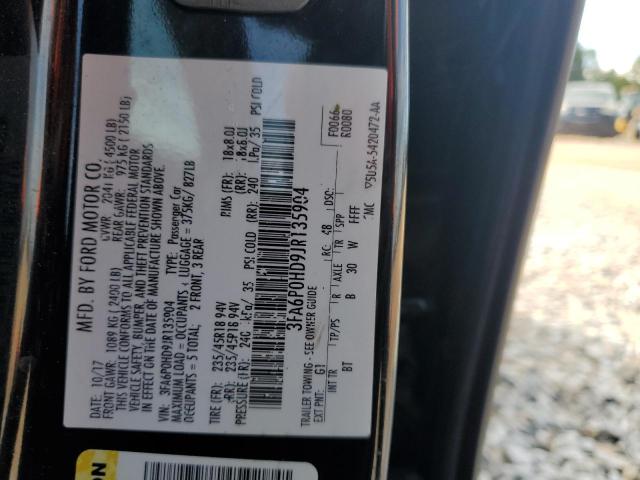 MFD. BY FORD MOTOR CO.
DATE: 10/17 GVWR: 2041 KG (4500 LB)
FRONT GAWR: 1089 KG (2400 LB) REAR GAWR: 975 KG (2150 LB)
THIS VEHICLE CONFORMS TO ALL APPLICABLE FEDERAL MOTOR
VEHICLE SAFETY, BUMPER, AND THEFT PREVENTION STANDARDS
IN EFFECT ON THE DATE OF MANUFACTURE SHOWN ABOVE.
VIN: 3FA6P0HD9JR135904 TYPE: Passenger Car
MAXIMUM LOAD = OCCUPANTS + LUGGAGE = 375KG/ 827LB
OCCUPANTS = 5 TOTAL: 2 FRONT, 3 REAR
TIRE (FR): 235/45R18 94V RIMS (FR): 18x8.0J
(RR): 235/45R18 94V (RR): 18x8.0J
PRESSURE (FR): 240 kPa/ 35 PSI COLD (RR): 240 kPa/ 35 PSI COLD
3FA6P0HD9JR135904
F0066
R0080
TRAILER TOWING - SEE OWNER GUIDE
EXT PNT: G1 RC: 48 DSO:
INT TR TP/PS R AXLE TR SPP
BT B 30 W FFFF
5U5A-5420472-AA
ON